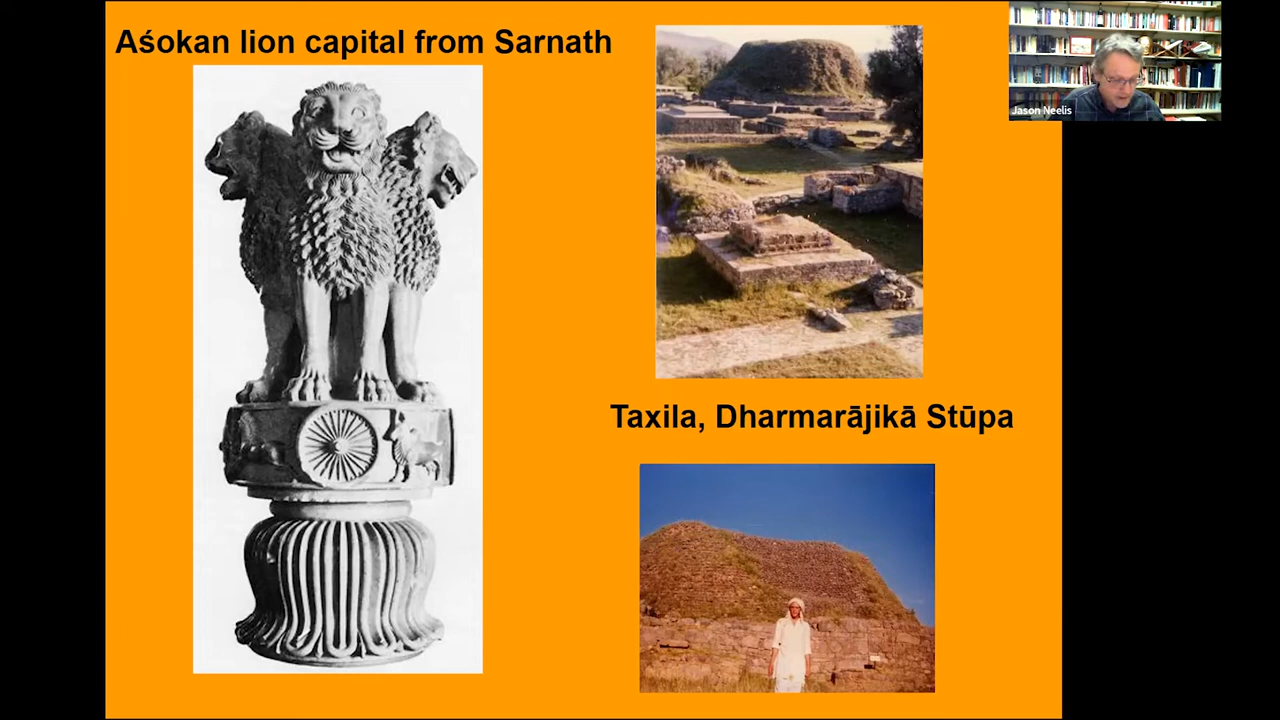 Aśokan lion capital from Sarnath
Jason Neelis
Taxila, Dharmarājikā Stūpa